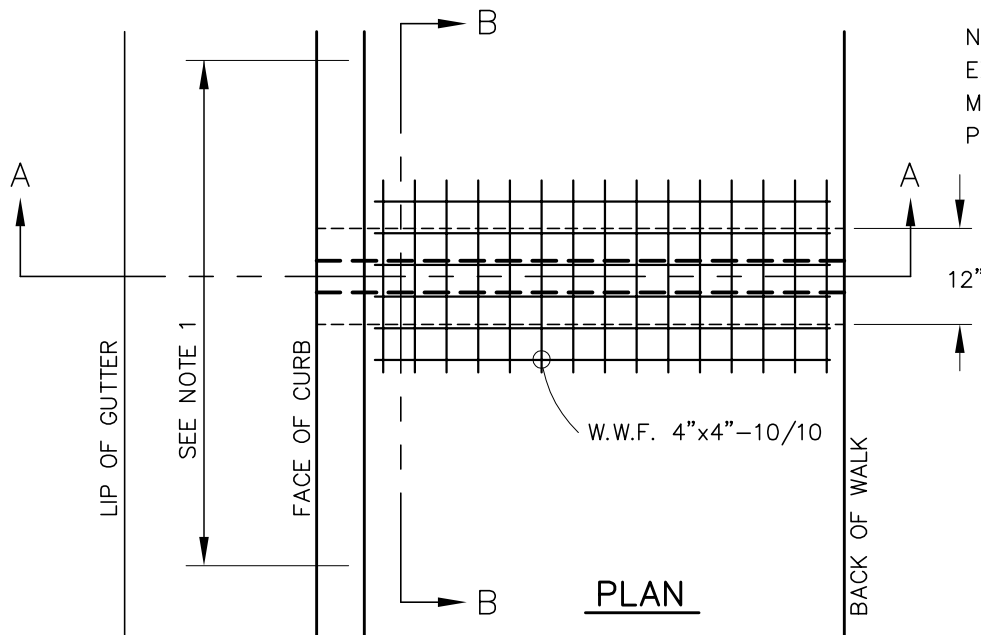 B
N
E
M
P
A
A
12”
SEE NOTE 1
LIP OF GUTTER
FACE OF CURB
W.W.F. 4”x4”–10/10
BACK OF WALK
PLAN
B